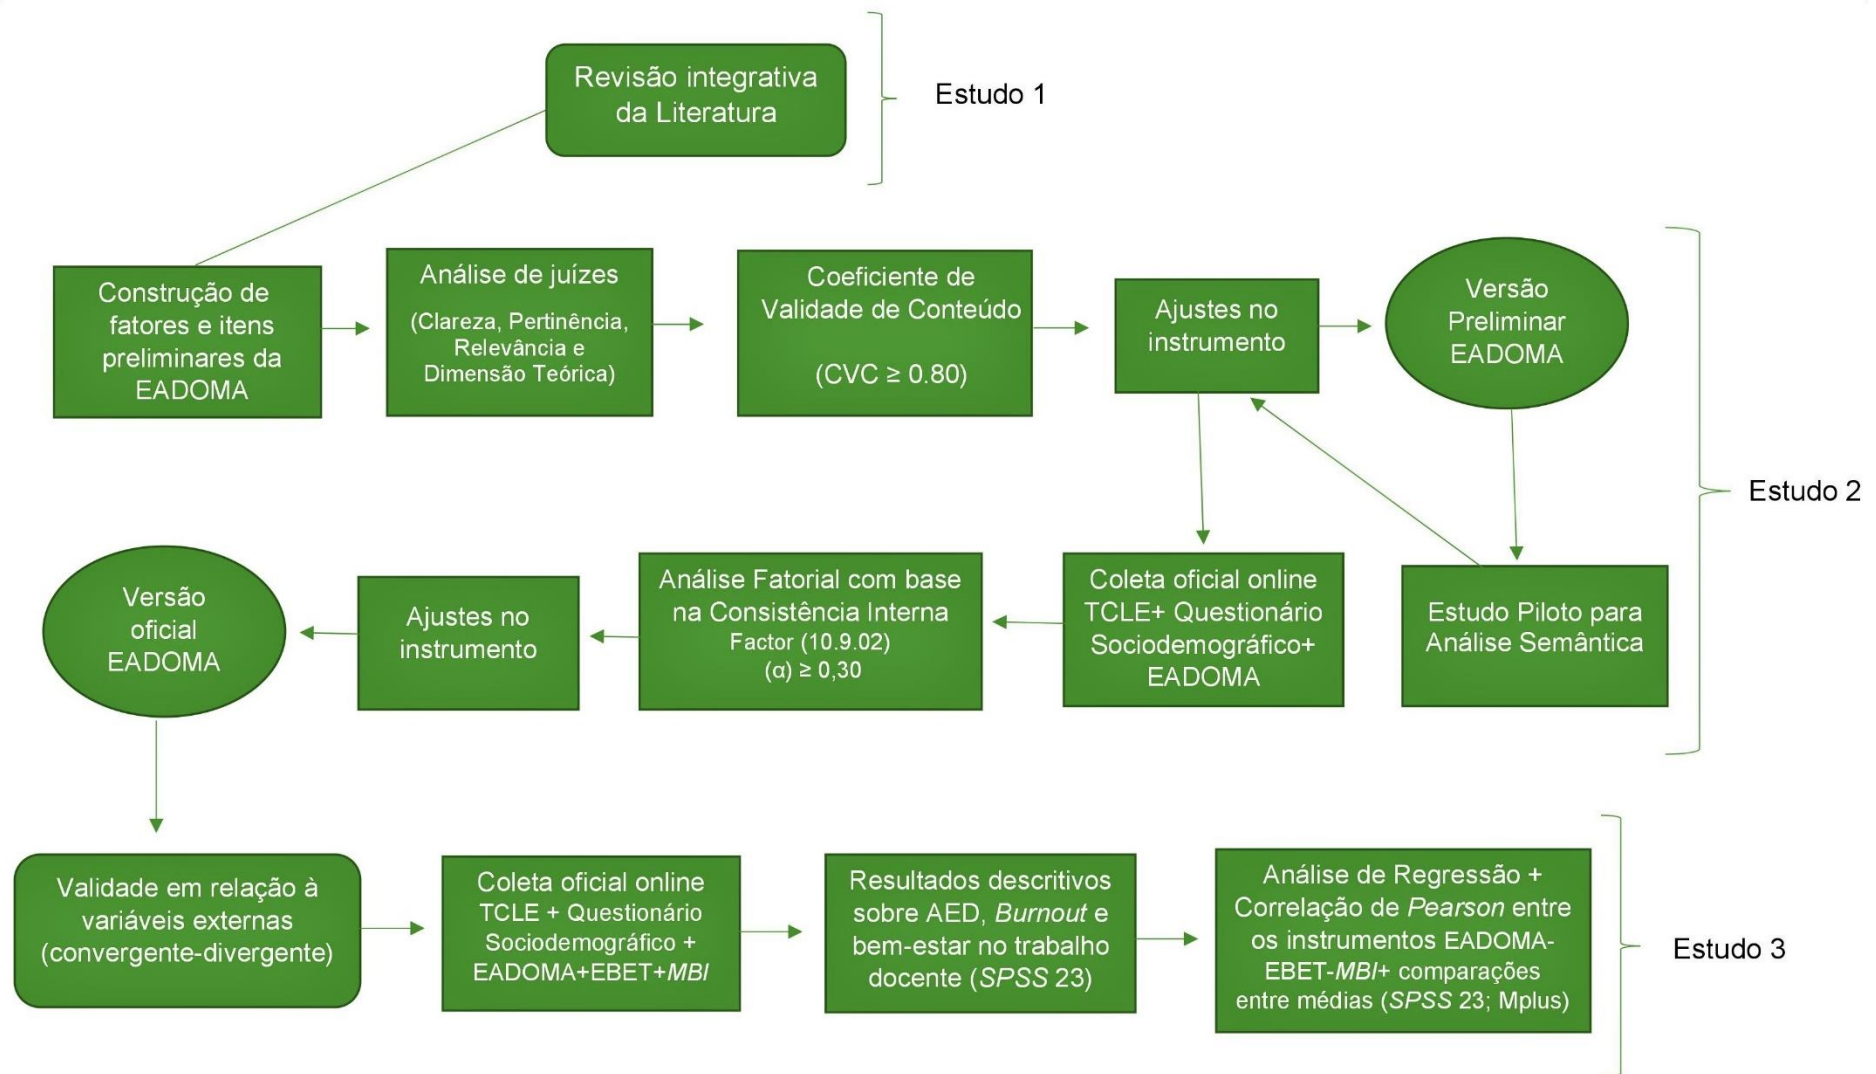 Revisão integrativa
da Literatura
Estudo 1
Construção de
fatores e itens
preliminares da
EADOMA
Análise de juízes
(Clareza, Pertinência,
Relevância e
Dimensão Teórica)
Coeficiente de
Validade de Conteúdo
(CVC ≥ 0.80)
Ajustes no
instrumento
Versão
Preliminar
EADOMA
Estudo 2
Versão
oficial
EADOMA
Ajustes no
instrumento
Análise Fatorial com base
na Consistência Interna
Factor (10.9.02)
(α) ≥ 0,30
Coleta oficial online
TCLE+ Questionário
Sociodemográfico+
EADOMA
Estudo Piloto para
Análise Semântica
Validade em relação à
variáveis externas
(convergente-divergente)
Coleta oficial online
TCLE + Questionário
Sociodemográfico +
EADOMA+EBET+MBI
Resultados descritivos
sobre AED, Burnout e
bem-estar no trabalho
docente (SPSS 23)
Análise de Regressão +
Correlação de Pearson entre
os instrumentos EADOMA-
EBET-MBI+ comparações
entre médias (SPSS 23; Mplus)
Estudo 3